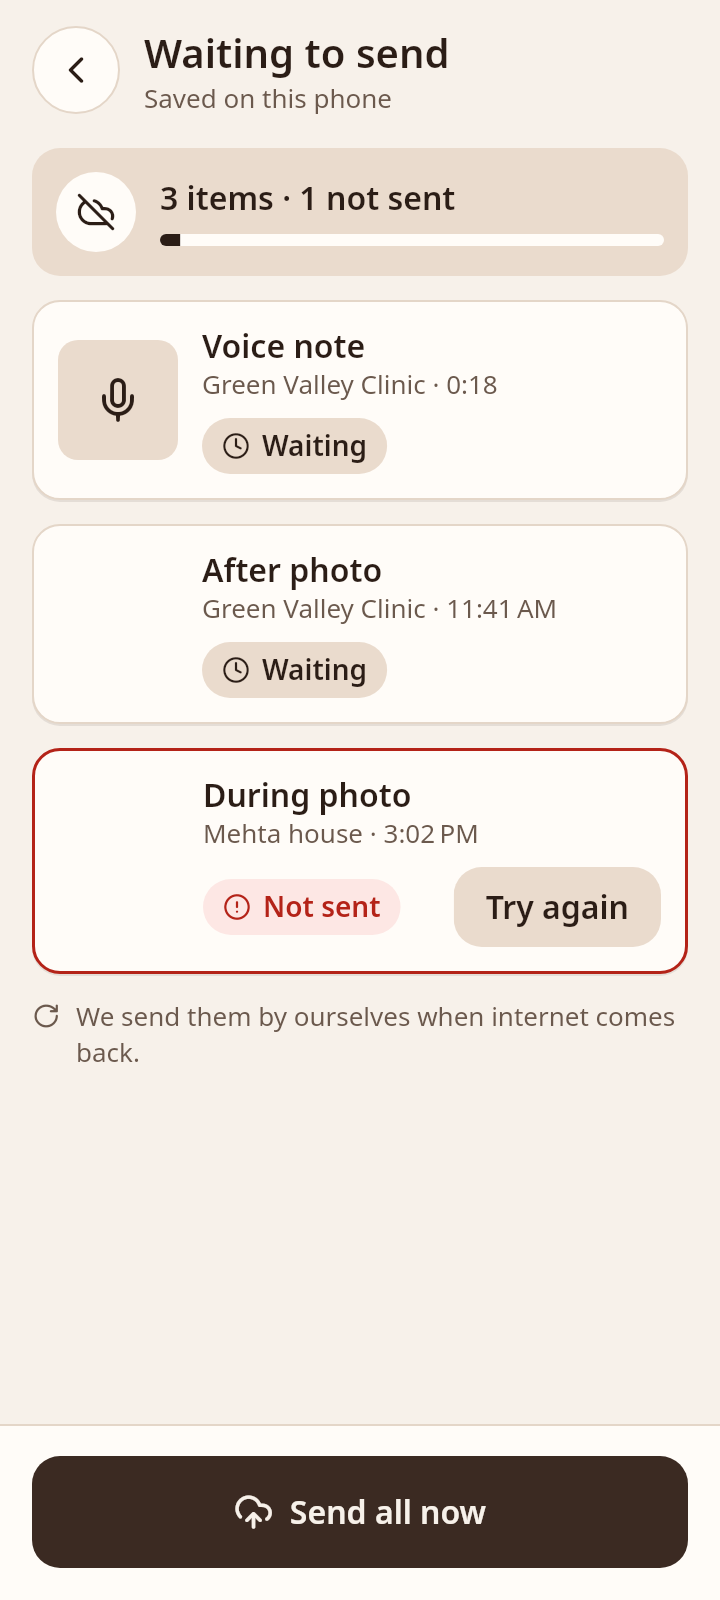 Waiting to send
Saved on this phone
3 items · 1 not sent
Voice note
Green Valley Clinic · 0:18
Waiting
After photo
Green Valley Clinic · 11:41 AM
Waiting
During photo
Mehta house · 3:02 PM
Not sent
Try again
We send them by ourselves when internet comes
back.
Send all now